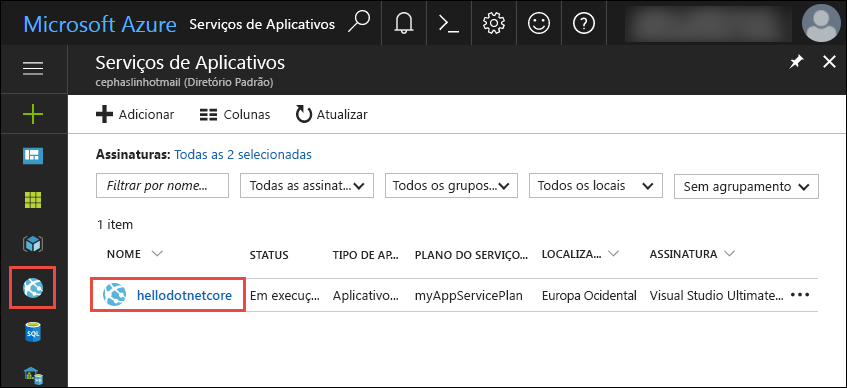 Microsoft Azure Serviços de Aplicativos
Serviços de Aplicativos
cephaslinhotmail (Diretório Padrão)
Adicionar Colunas Atualizar
Assinaturas: Todas as 2 selecionadas
Filtrar por nome... Todas as assinat... Todos os grupos... Todos os locais Sem agrupamento
1 item
NOME STATUS TIPO DE AP... PLANO DO SERVIÇO... LOCALIZA... ASSINATURA
hellodotnetcore Em execuç... Aplicativo... myAppServicePlan Europa Ocidental Visual Studio Ultimate...
SQL